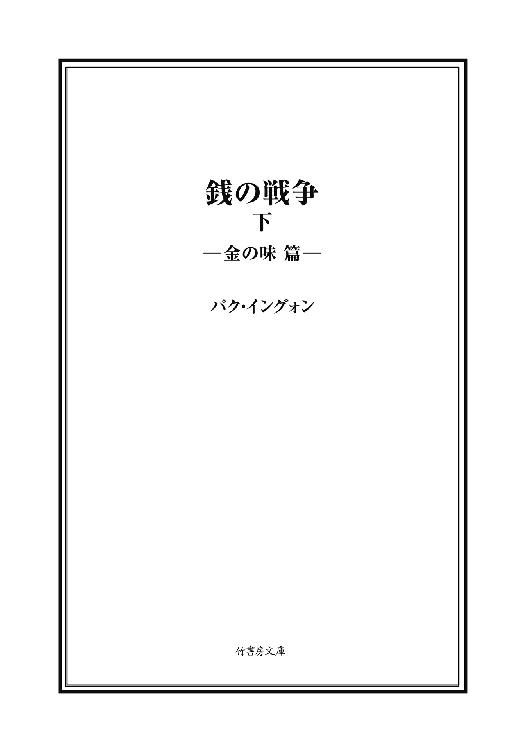 銭の戦争
下
―金の味 篇―
パク・イングォン
竹書房文庫